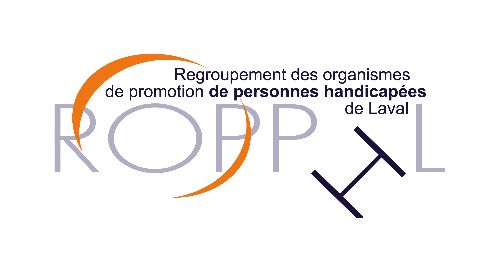 Regroupement des organismes
de promotion de personnes handicapées
de Laval
ROPPHL